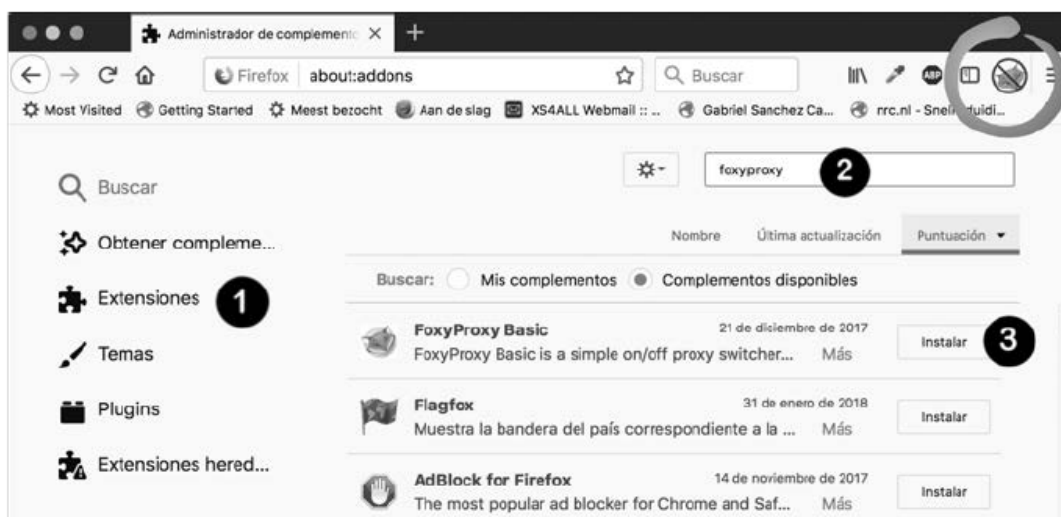 Administrador de complemento
Firefox about:addons Buscar ABP
Most Visited Getting Started Meest bezocht Aan de slag XS4ALL Webmail :: ... Gabriel Sanchez Ca... rrc.nl -
foxyproxy 2
Buscar
Obtener compleme...
Extensiones 1
Temas
Plugins
Extensiones hered...
Nombre Última actualización Puntuación
Buscar: Mis complementos Complementos disponibles
FoxyProxy Basic 21 de diciembre de 2017
FoxyProxy Basic is a simple on/off proxy switcher... Más
Instalar 3
Flagfox 31 de enero de 2018
Muestra la bandera del país correspondiente a la ... Más
Instalar
AdBlock for Firefox 14 de noviembre de 2017
The most popular ad blocker for Chrome and Saf... Más
Instalar